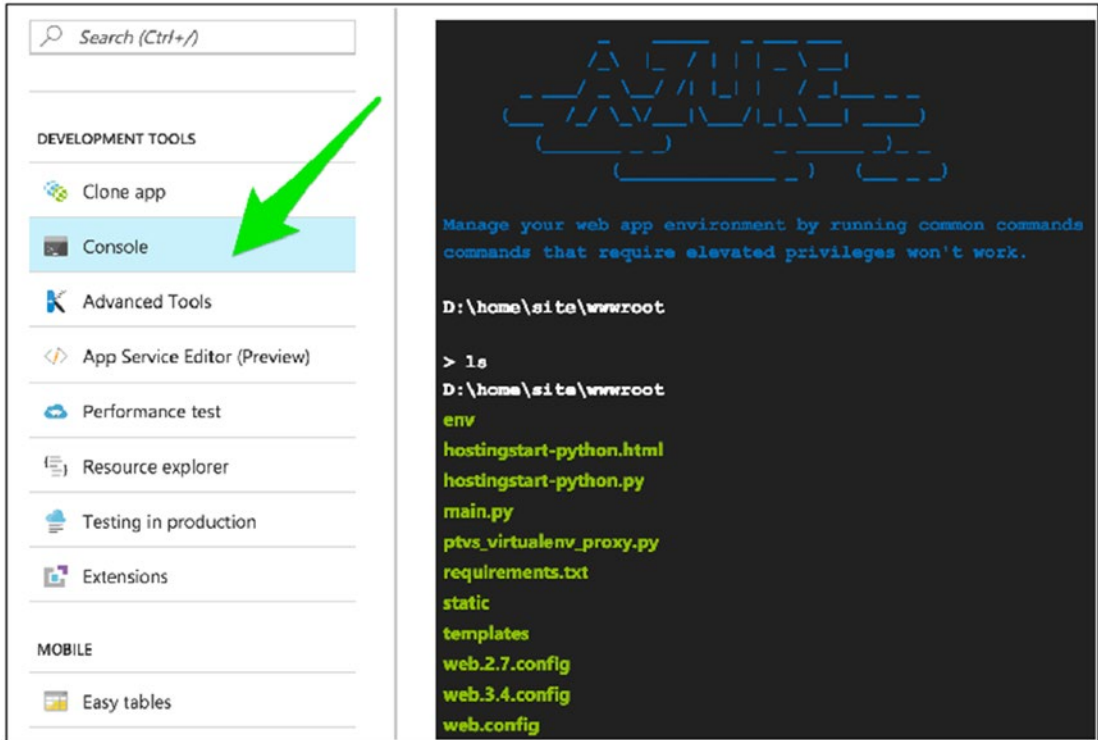 Search (Ctrl+/)
DEVELOPMENT TOOLS
Clone app
Console
Advanced Tools
App Service Editor (Preview)
Performance test
Resource explorer
Testing in production
Extensions
MOBILE
Easy tables
AZURE
Manage your web app environment by running common commands
commands that require elevated privileges won't work.
D:\home\site\wwwroot
> ls
D:\home\site\wwwroot
env
hostingstart-python.html
hostingstart-python.py
main.py
ptvs_virtualenv_proxy.py
requirements.txt
static
templates
web.2.7.config
web.3.4.config
web.config